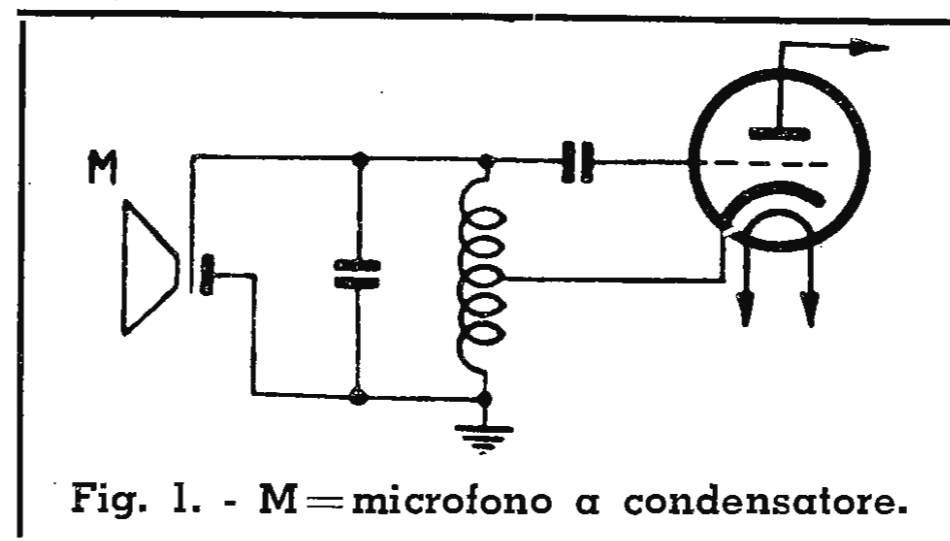 M
Fig. 1. - M = microfono a condensatore.